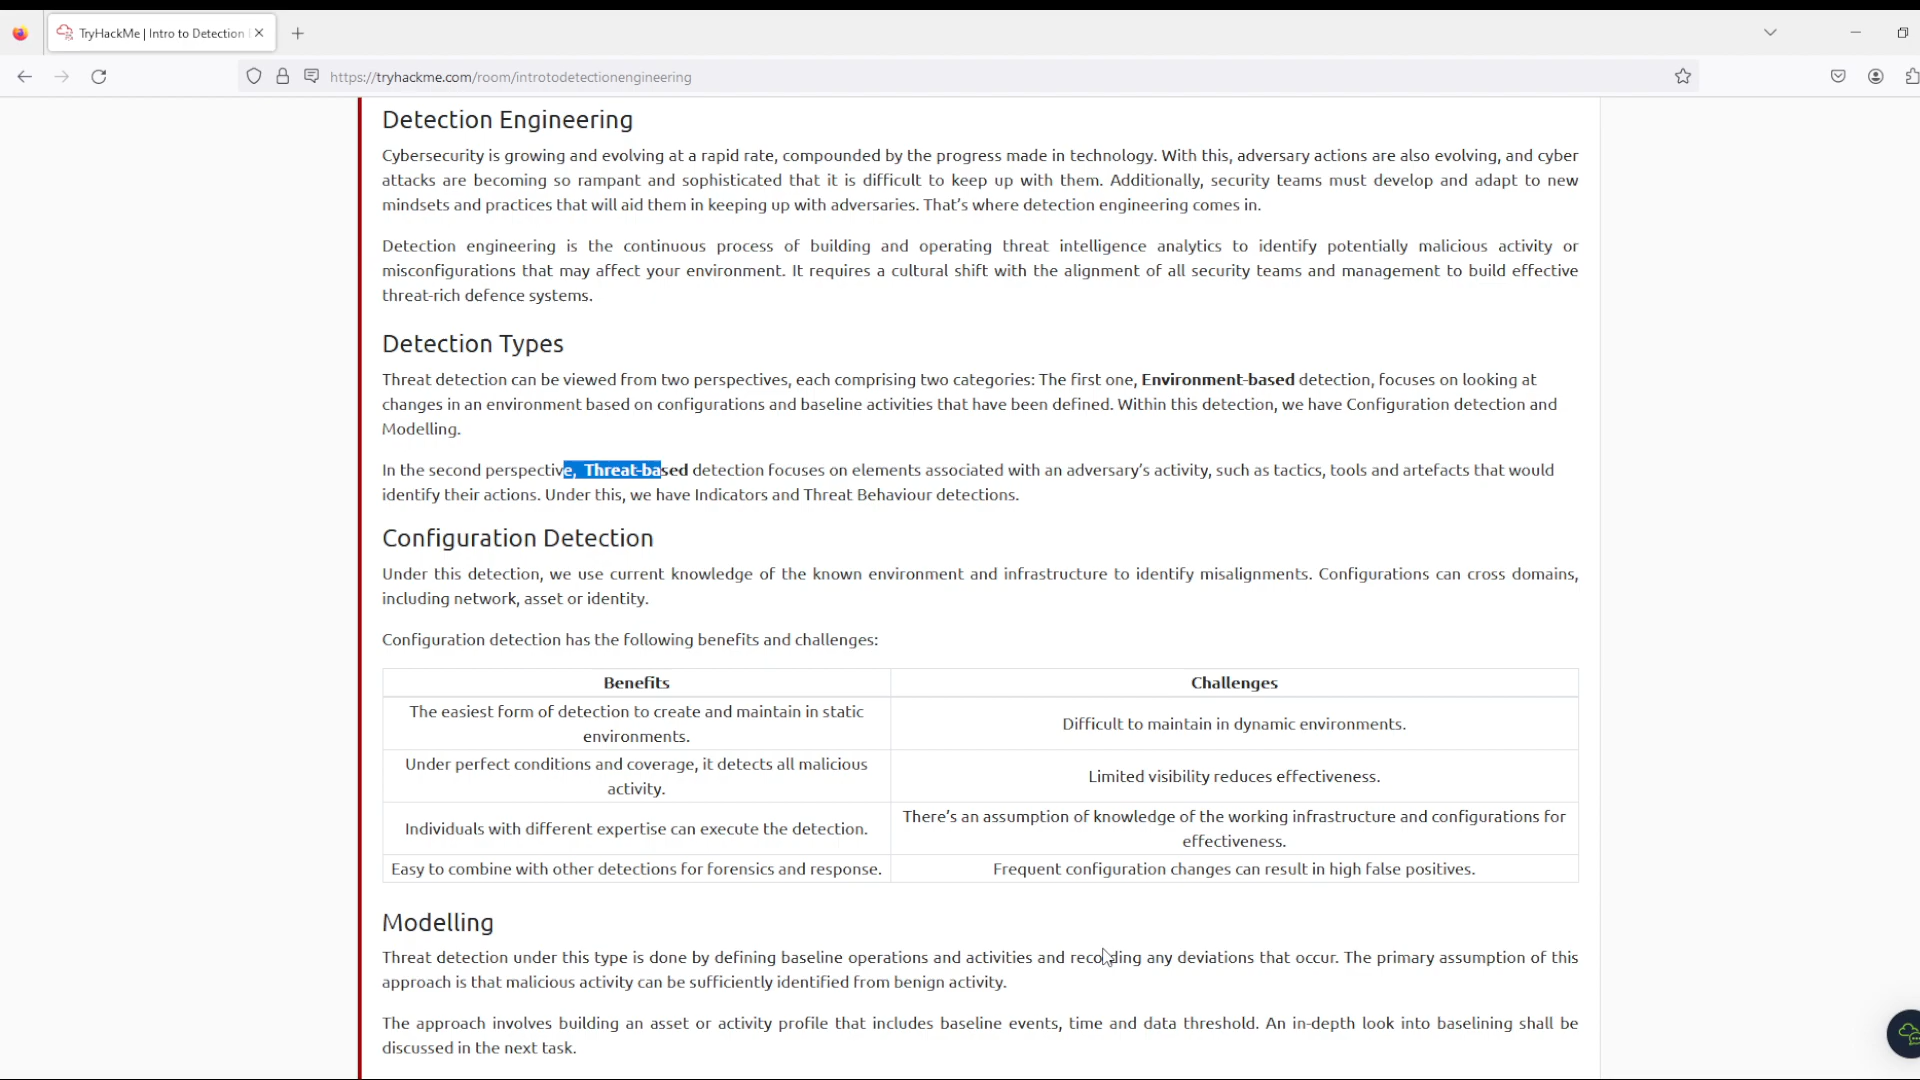 TryHackMe | Intro to Detection
https://tryhackme.com/room/introtodetectionengineering
Detection Engineering
Cybersecurity is growing and evolving at a rapid rate, compounded by the progress made in technology. With this, adversary actions are also evolving, and cyber
attacks are becoming so rampant and sophisticated that it is difficult to keep up with them. Additionally, security teams must develop and adapt to new
mindsets and practices that will aid them in keeping up with adversaries. That’s where detection engineering comes in.
Detection engineering is the continuous process of building and operating threat intelligence analytics to identify potentially malicious activity or
misconfigurations that may affect your environment. It requires a cultural shift with the alignment of all security teams and management to build effective
threat-rich defence systems.
Detection Types
Threat detection can be viewed from two perspectives, each comprising two categories: The first one, Environment-based detection, focuses on looking at
changes in an environment based on configurations and baseline activities that have been defined. Within this detection, we have Configuration detection and
Modelling.
In the second perspective, Threat-based detection focuses on elements associated with an adversary’s activity, such as tactics, tools and artefacts that would
identify their actions. Under this, we have Indicators and Threat Behaviour detections.
Configuration Detection
Under this detection, we use current knowledge of the known environment and infrastructure to identify misalignments. Configurations can cross domains,
including network, asset or identity.
Configuration detection has the following benefits and challenges:
Benefits
Challenges
The easiest form of detection to create and maintain in static
environments.
Difficult to maintain in dynamic environments.
Under perfect conditions and coverage, it detects all malicious
activity.
Limited visibility reduces effectiveness.
Individuals with different expertise can execute the detection.
There’s an assumption of knowledge of the working infrastructure and configurations for
effectiveness.
Easy to combine with other detections for forensics and response.
Frequent configuration changes can result in high false positives.
Modelling
Threat detection under this type is done by defining baseline operations and activities and recording any deviations that occur. The primary assumption of this
approach is that malicious activity can be sufficiently identified from benign activity.
The approach involves building an asset or activity profile that includes baseline events, time and data threshold. An in-depth look into baselining shall be
discussed in the next task.